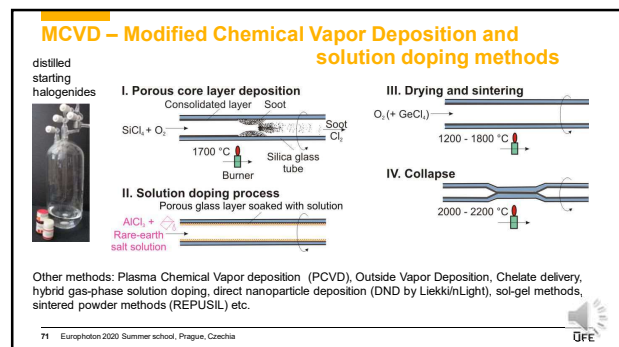 MCVD – Modified Chemical Vapor Deposition and
solution doping methods
distilled
starting
halogenides
I. Porous core layer deposition
Consolidated layer
Soot
SiCl4 + O2
Soot
Cl2
1700 °C
Burner
Silica glass
tube
II. Solution doping process
Porous glass layer soaked with solution
AlCl3 +
Rare-earth
salt solution
III. Drying and sintering
O2 (+ GeCl4)
1200 - 1800 °C
IV. Collapse
2000 - 2200 °C
Other methods: Plasma Chemical Vapor deposition (PCVD), Outside Vapor Deposition, Chelate delivery,
hybrid gas-phase solution doping, direct nanoparticle deposition (DND by Liekki/nLight), sol-gel methods,
sintered powder methods (REPUSIL) etc.
71 Europhoton 2020 Summer school, Prague, Czechia
ÚFE